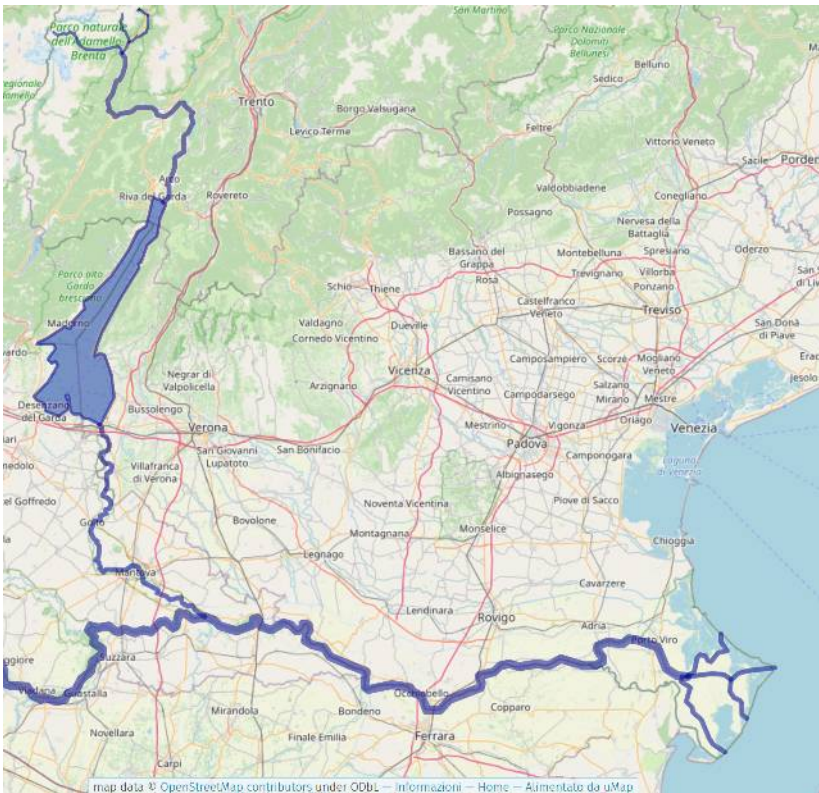 San Martino
Parco naturale
dell'Adamello
Brenta
Parco Nazionale
Dolomiti
Bellunesi
Belluno
Sedico
regionale
Trento
Borgo Valsugana
Levico Terme
Feltre
Vittorio Veneto
Sacile
Arco
Riva del Garda
Rovereto
Valdobbiadene
Conegliano
Possagno
Nervesa della
Battaglia
Bassano del
Grappa
Rosa
Montebelluna
Spresiano
Oderzo
Parco alto
Garda
bresciano
Schio
Thiene
Trevignano
Villorba
Ponzano
Castelfranco
Veneto
Treviso
Maderno
Valdagno
Cornedo Vicentino
Dueville
San Donà
di Piave
Camposampiero
Scorzè
Mogliano
Veneto
Negrar di
Valpolicella
Arzignano
Vicenza
Camisano
Vicentino
Campodarsego
Salzano
Mirano
Mestre
Jesolo
Desenzano
del Garda
Bussolengo
Verona
Mestrino
Vigonza
Oriago
Venezia
San Giovanni
Lupatoto
San Bonifacio
Padova
Camponogara
Laguna
di Venezia
Villafranca
di Verona
Albignasego
Noventa Vicentina
Piove di Sacco
Goito
Bovolone
Montagnana
Monselice
Chioggia
Legnago
Mantova
Cavarzere
Lendinara
Rovigo
Adria
Porto Viro
Suzzara
Viadana
Guastalla
Occhiobello
Mirandola
Bondeno
Copparo
Novellara
Finale Emilia
Ferrara
Carpi
map data © OpenStreetMap contributors under ODbL — Informazioni — Home — Alimentato da uMap